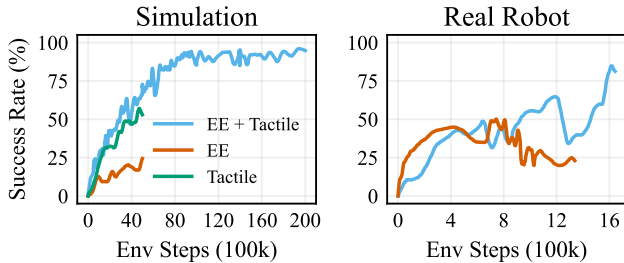 Simulation
Real Robot
Success Rate (%)
100
75
50
25
0
EE + Tactile
EE
Tactile
0 40 80 120 160 200
Env Steps (100k)
100
75
50
25
0
0 4 8 12 16
Env Steps (100k)